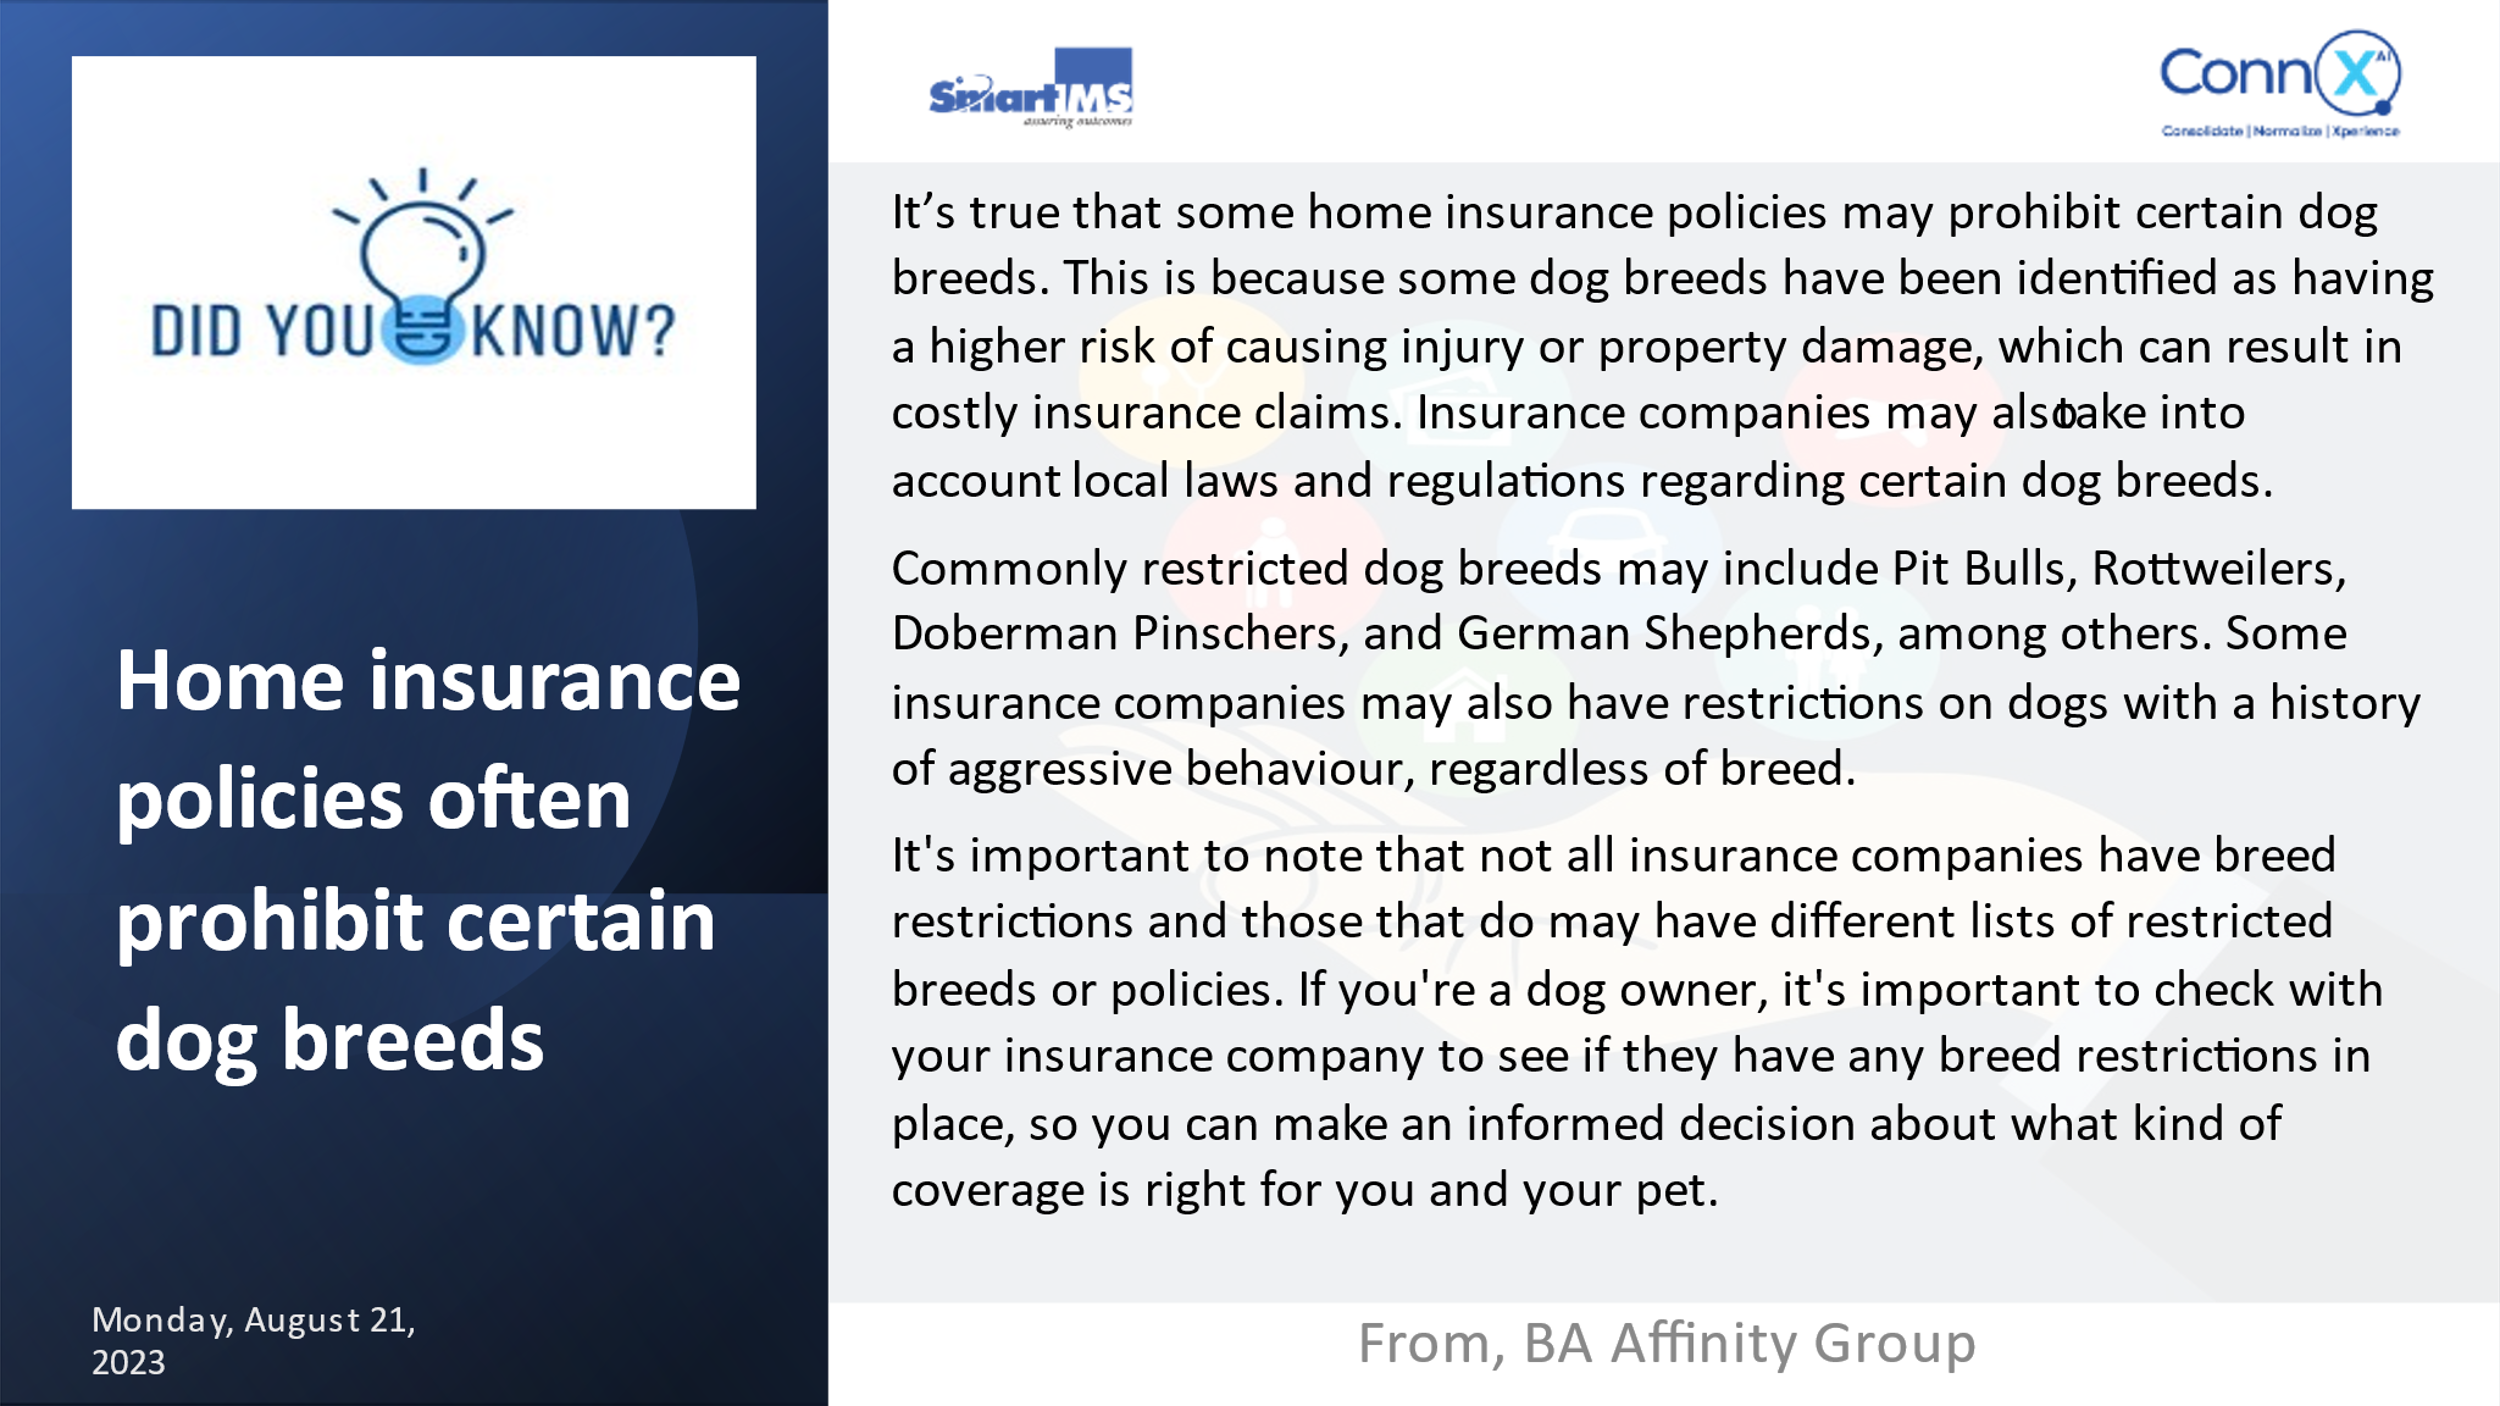 DID YOU KNOW?
Home insurance
policies often
prohibit certain
dog breeds
Monday, August 21,
2023
SmartIMS
assuring outcomes
ConnX AI
Consolidate | Normalize | Xperience
It’s true that some home insurance policies may prohibit certain dog
breeds. This is because some dog breeds have been identified as having
a higher risk of causing injury or property damage, which can result in
costly insurance claims. Insurance companies may also take into
account local laws and regulations regarding certain dog breeds.
Commonly restricted dog breeds may include Pit Bulls, Rottweilers,
Doberman Pinschers, and German Shepherds, among others. Some
insurance companies may also have restrictions on dogs with a history
of aggressive behaviour, regardless of breed.
It's important to note that not all insurance companies have breed
restrictions and those that do may have different lists of restricted
breeds or policies. If you're a dog owner, it's important to check with
your insurance company to see if they have any breed restrictions in
place, so you can make an informed decision about what kind of
coverage is right for you and your pet.
From, BA Affinity Group